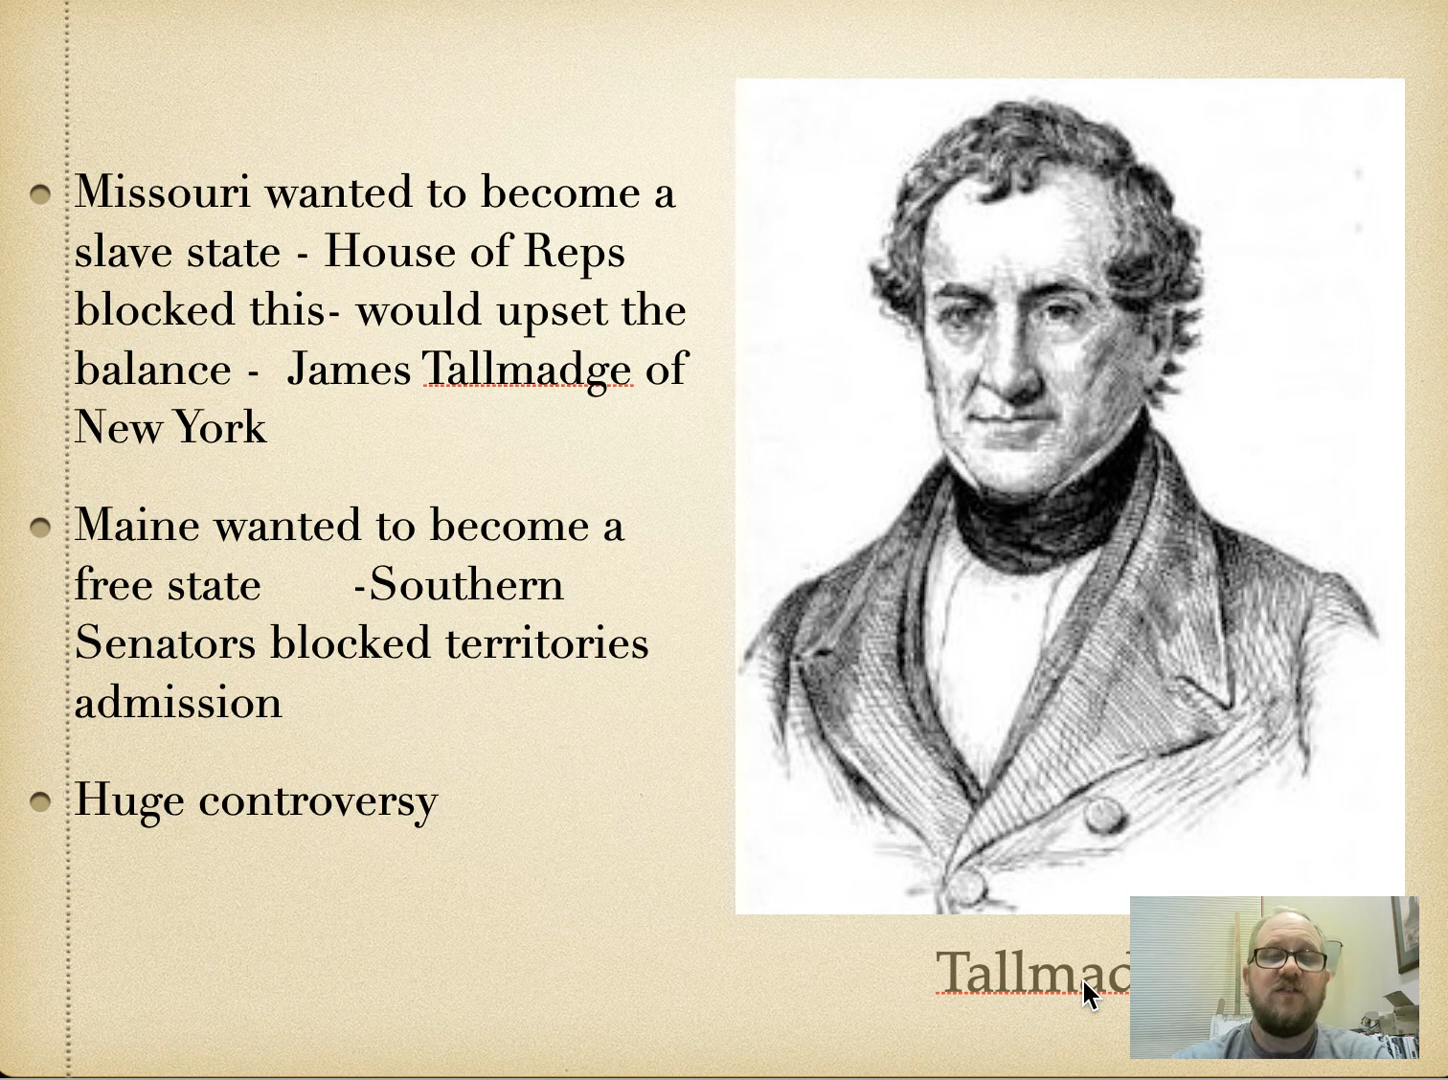 Missouri wanted to become a
slave state - House of Reps
blocked this- would upset the
balance -  James Tallmadge of
New York
Maine wanted to become a
free state       -Southern
Senators blocked territories
admission
Huge controversy